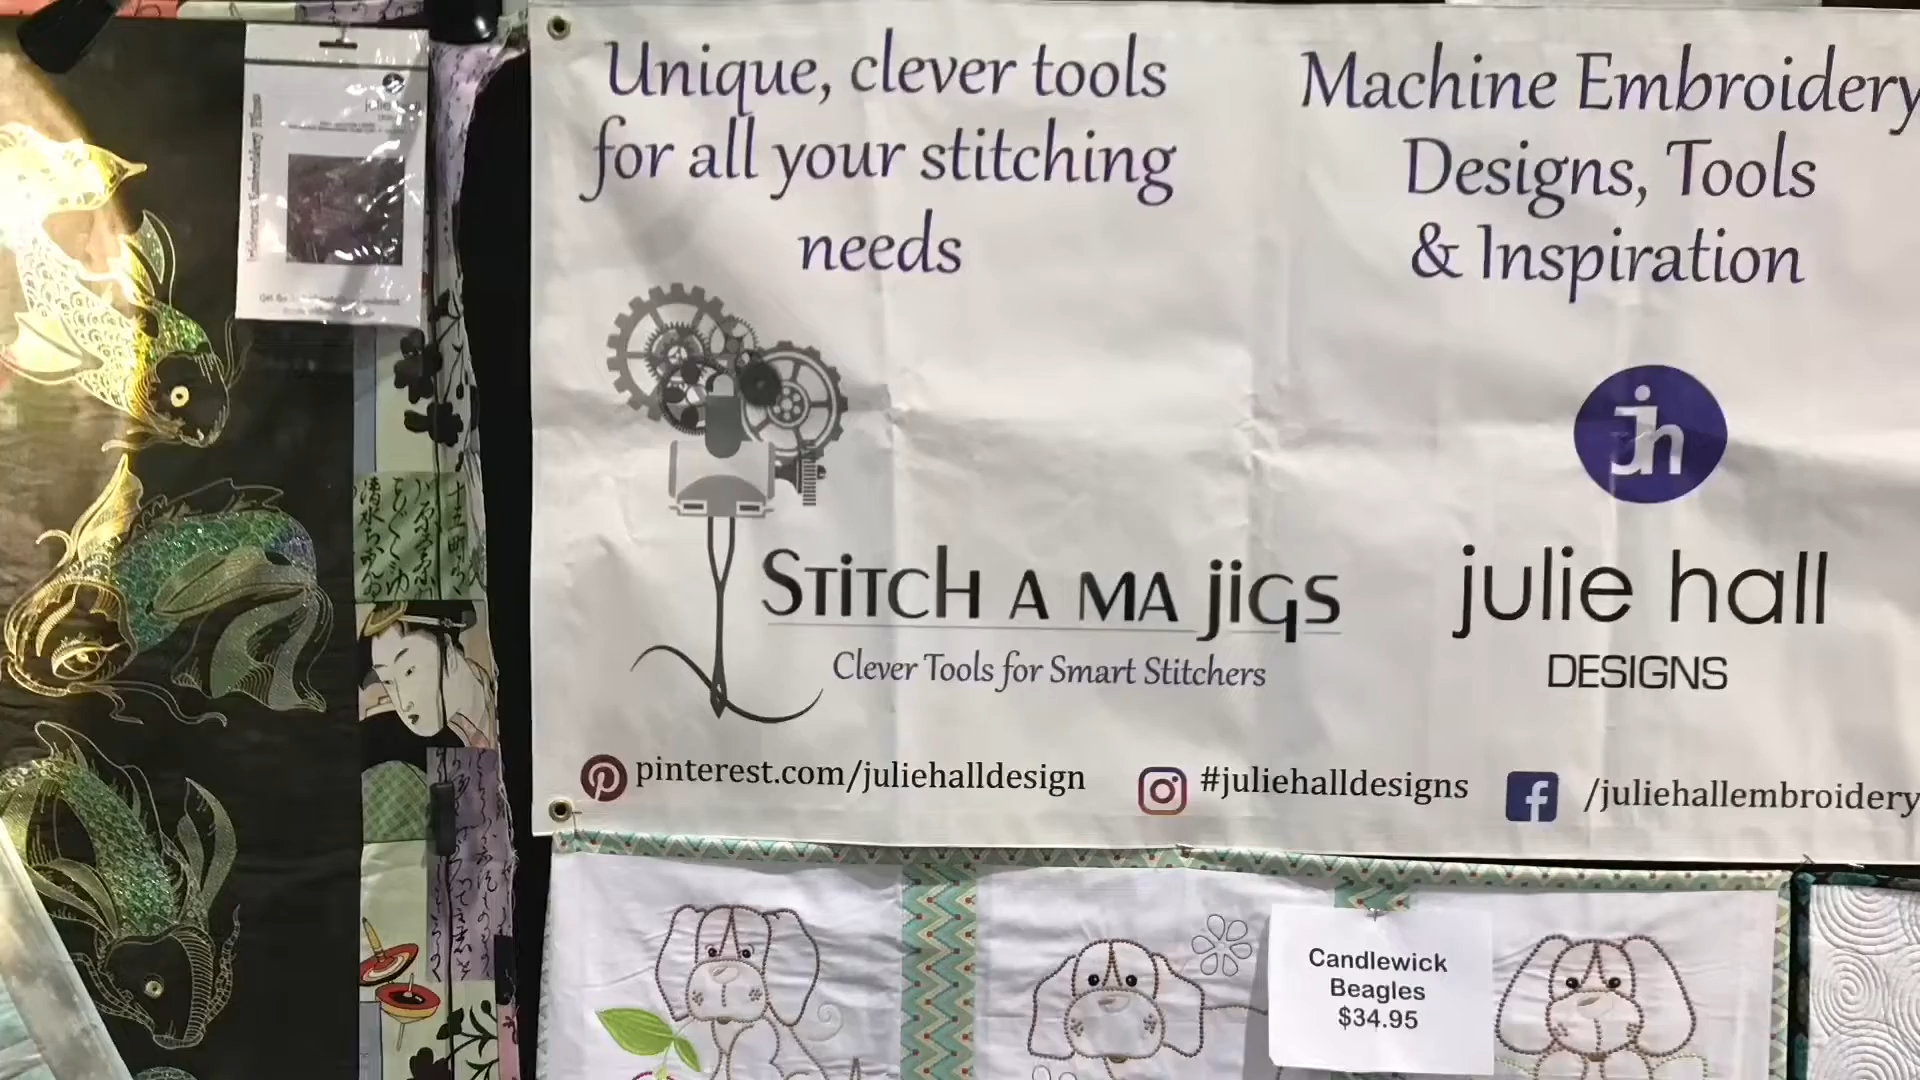 Unique, clever tools
for all your stitching
needs
STiTCH A MA jiGS
Clever Tools for Smart Stitchers
pinterest.com/juliehalldesign
#juliehalldesigns
/juliehallembroidery
Machine Embroidery
Designs, Tools
& Inspiration
jh
julie hall
DESIGNS
Candlewick
Beagles
$34.95